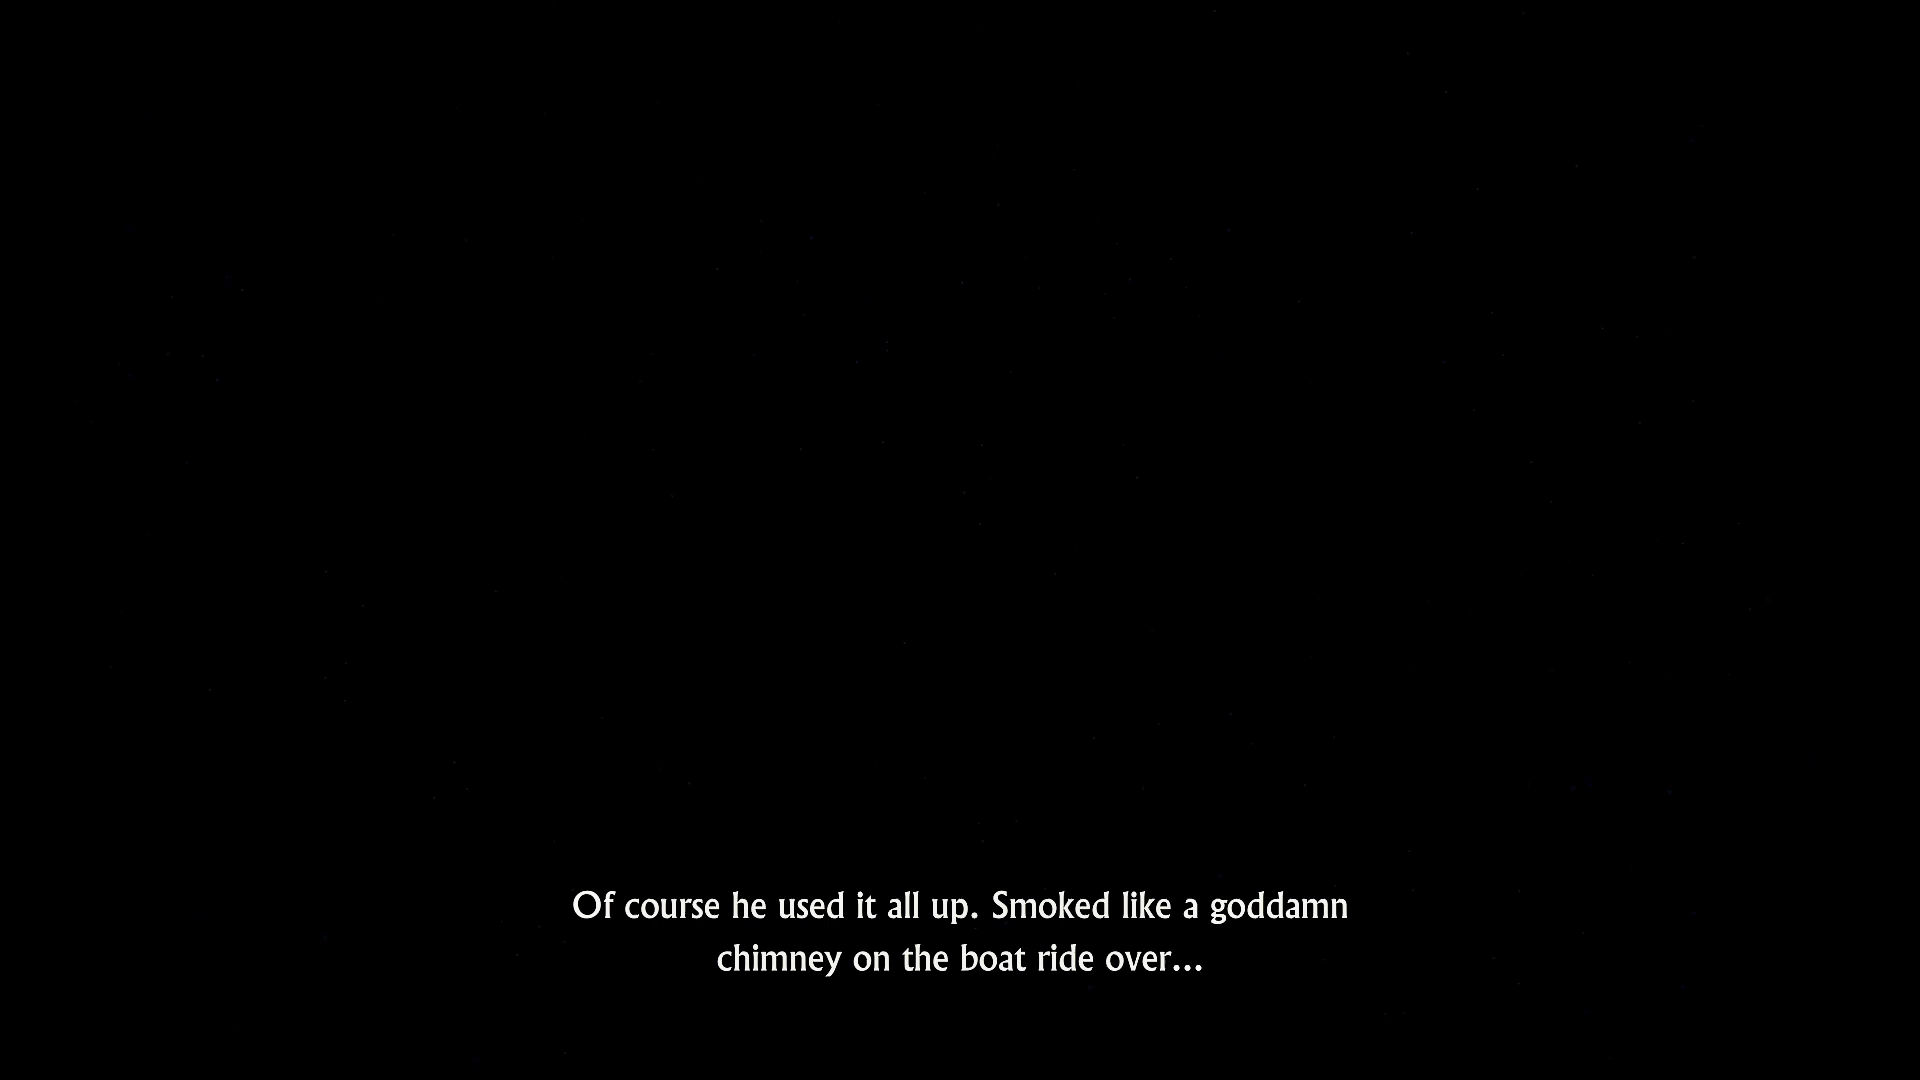 Of course he used it all up. Smoked like a goddamn
chimney on the boat ride over...